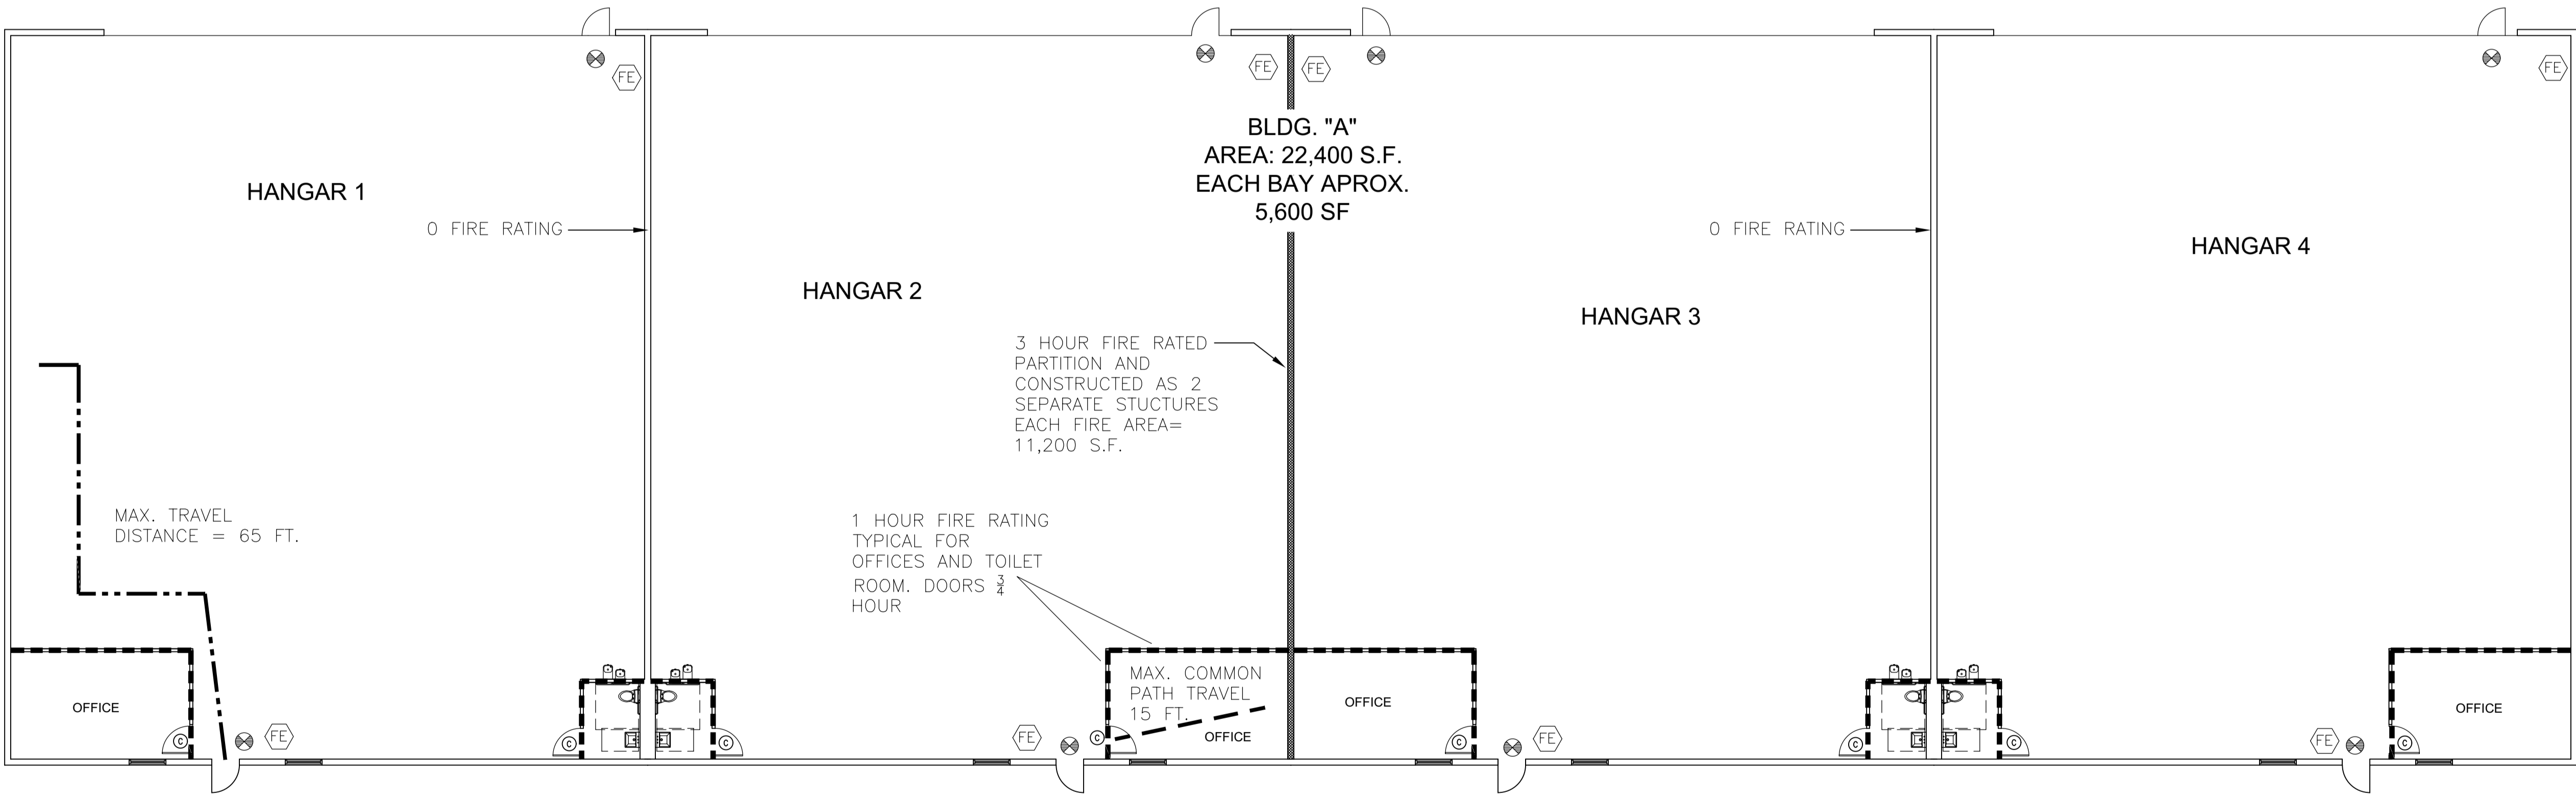 FE
FE
FE
FE
BLDG. "A"
AREA: 22,400 S.F.
EACH BAY APROX.
5,600 SF
HANGAR 1
0 FIRE RATING
0 FIRE RATING
HANGAR 4
HANGAR 2
HANGAR 3
3 HOUR FIRE RATED
PARTITION AND
CONSTRUCTED AS 2
SEPARATE STUCTURES
EACH FIRE AREA=
11,200 S.F.
MAX. TRAVEL
DISTANCE = 65 FT.
1 HOUR FIRE RATING
TYPICAL FOR
OFFICES AND TOILET
ROOM. DOORS 3/4
HOUR
MAX. COMMON
PATH TRAVEL
15 FT.
OFFICE
OFFICE
OFFICE
OFFICE
C
FE
C
C
FE
C
C
FE
C
C
FE
C